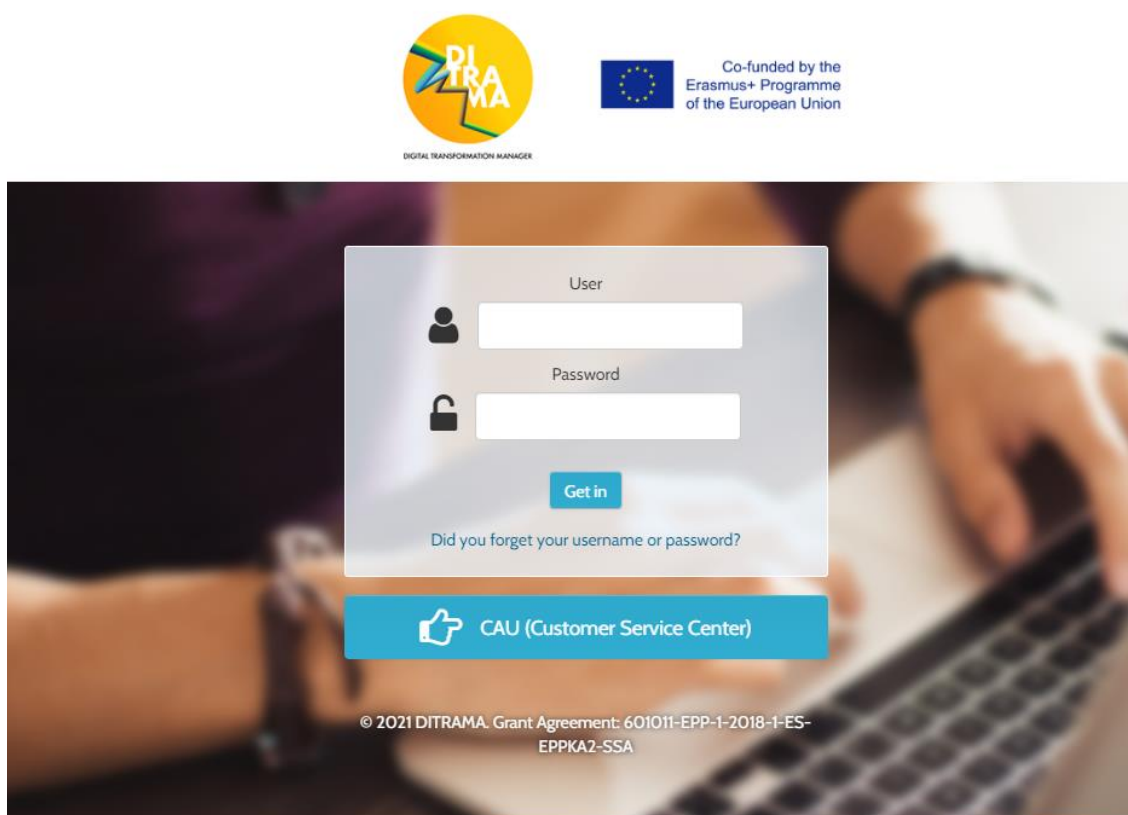 DI
TRA
MA
DIGITAL TRANSFORMATION MANAGER
Co-funded by the
Erasmus+ Programme
of the European Union
User
Password
Get in
Did you forget your username or password?
CAU (Customer Service Center)
© 2021 DITRAMA. Grant Agreement: 601011-EPP-1-2018-1-ES-
EPPKA2-SSA